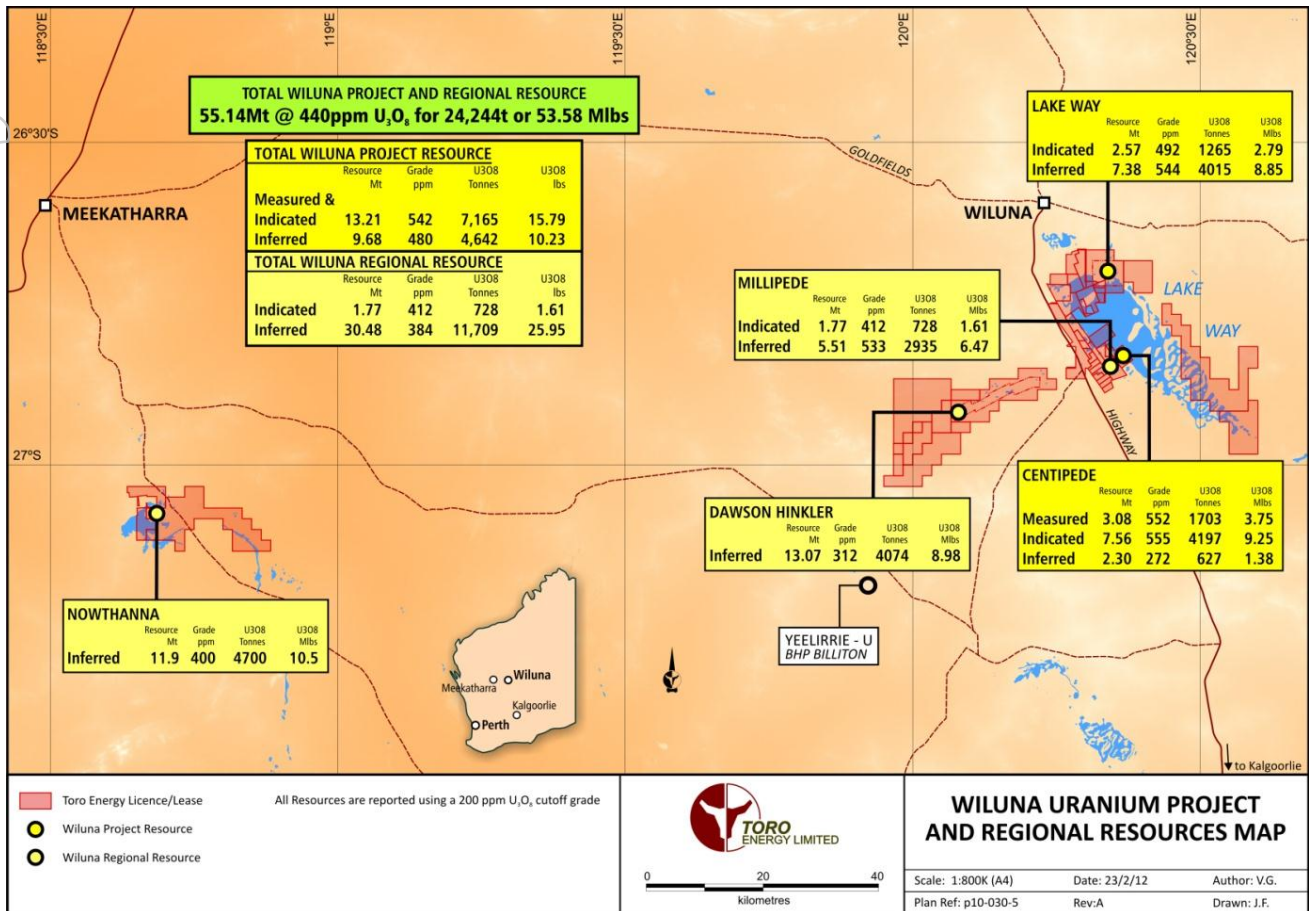 118°30'E
119°E
119°30'E
120°E
120°30'E
26°30'S
27°S
TOTAL WILUNA PROJECT AND REGIONAL RESOURCE
55.14Mt @ 440ppm U₃O₈ for 24,244t or 53.58 Mlbs
TOTAL WILUNA PROJECT RESOURCE
Resource Grade U3O8 U3O8
Mt ppm Tonnes lbs
Measured &
Indicated 13.21 542 7,165 15.79
Inferred 9.68 480 4,642 10.23
TOTAL WILUNA REGIONAL RESOURCE
Resource Grade U3O8 U3O8
Mt ppm Tonnes lbs
Indicated 1.77 412 728 1.61
Inferred 30.48 384 11,709 25.95
LAKE WAY
Resource Grade U3O8 U3O8
Mt ppm Tonnes Mlbs
Indicated 2.57 492 1265 2.79
Inferred 7.38 544 4015 8.85
MEEKATHARRA
GOLDFIELDS
WILUNA
LAKE
WAY
HIGHWAY
MILLIPEDE
Resource Grade U3O8 U3O8
Mt ppm Tonnes Mlbs
Indicated 1.77 412 728 1.61
Inferred 5.51 533 2935 6.47
CENTIPEDE
Resource Grade U3O8 U3O8
Mt ppm Tonnes Mlbs
Measured 3.08 552 1703 3.75
Indicated 7.56 555 4197 9.25
Inferred 2.30 272 627 1.38
DAWSON HINKLER
Resource Grade U3O8 U3O8
Mt ppm Tonnes Mlbs
Inferred 13.07 312 4074 8.98
NOWTHANNA
Resource Grade U3O8 U3O8
Mt ppm Tonnes Mlbs
Inferred 11.9 400 4700 10.5
YEELIRRIE - U
BHP BILLITON
Meekatharra
Wiluna
Kalgoorlie
Perth
to Kalgoorlie
Toro Energy Licence/Lease
Wiluna Project Resource
Wiluna Regional Resource
All Resources are reported using a 200 ppm U₃O₈ cutoff grade
TORO
ENERGY LIMITED
0 20 40
kilometres
WILUNA URANIUM PROJECT
AND REGIONAL RESOURCES MAP
Scale: 1:800K (A4) Date: 23/2/12 Author: V.G.
Plan Ref: p10-030-5 Rev:A Drawn: J.F.